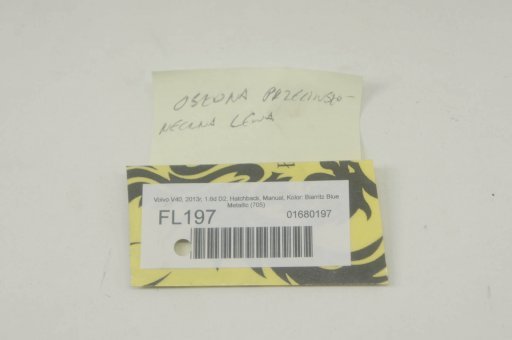 OSŁONA PRZECIWSŁO-
NECZNA LEWA
Volvo V40, 2013r, 1.6d D2, Hatchback, Manual, Kolor: Biarritz Blue
Metallic (705)
FL197 01680197